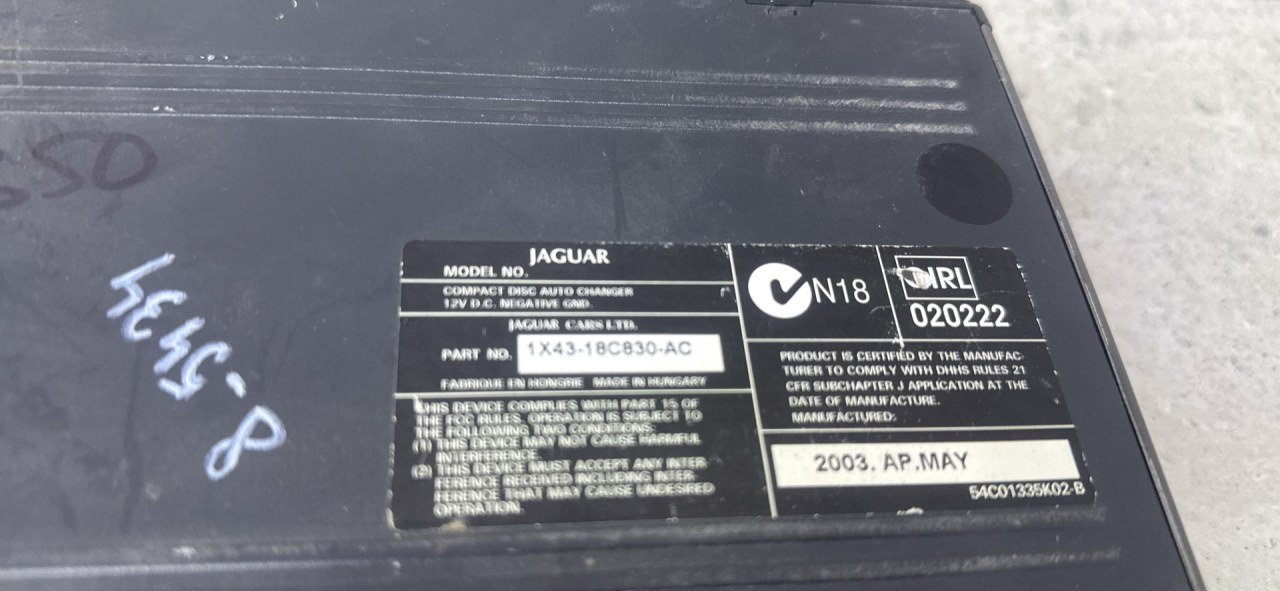 JAGUAR
MODEL NO.
COMPACT DISC AUTO CHANGER
12V D.C. NEGATIVE GND.
JAGUAR CARS LTD.
PART NO. 1X43-18C830-AC
FABRIQUE EN HONGRIE MADE IN HUNGARY
THIS DEVICE COMPLIES WITH PART 15 OF
THE FCC RULES, OPERATION IS SUBJECT TO
THE FOLLOWING TWO CONDITIONS:
(1) THIS DEVICE MAY NOT CAUSE HARMFUL
INTERFERENCE.
(2) THIS DEVICE MUST ACCEPT ANY INTER-
FERENCE RECEIVED INCLUDING INTER-
FERENCE THAT MAY CAUSE UNDESIRED
OPERATION.
N18
IRL
020222
PRODUCT IS CERTIFIED BY THE MANUFAC-
TURER TO COMPLY WITH DHHS RULES 21
CFR SUBCHAPTER J APPLICATION AT THE
DATE OF MANUFACTURE.
MANUFACTURED:
2003. AP.MAY
54C01335K02-B
8-5434